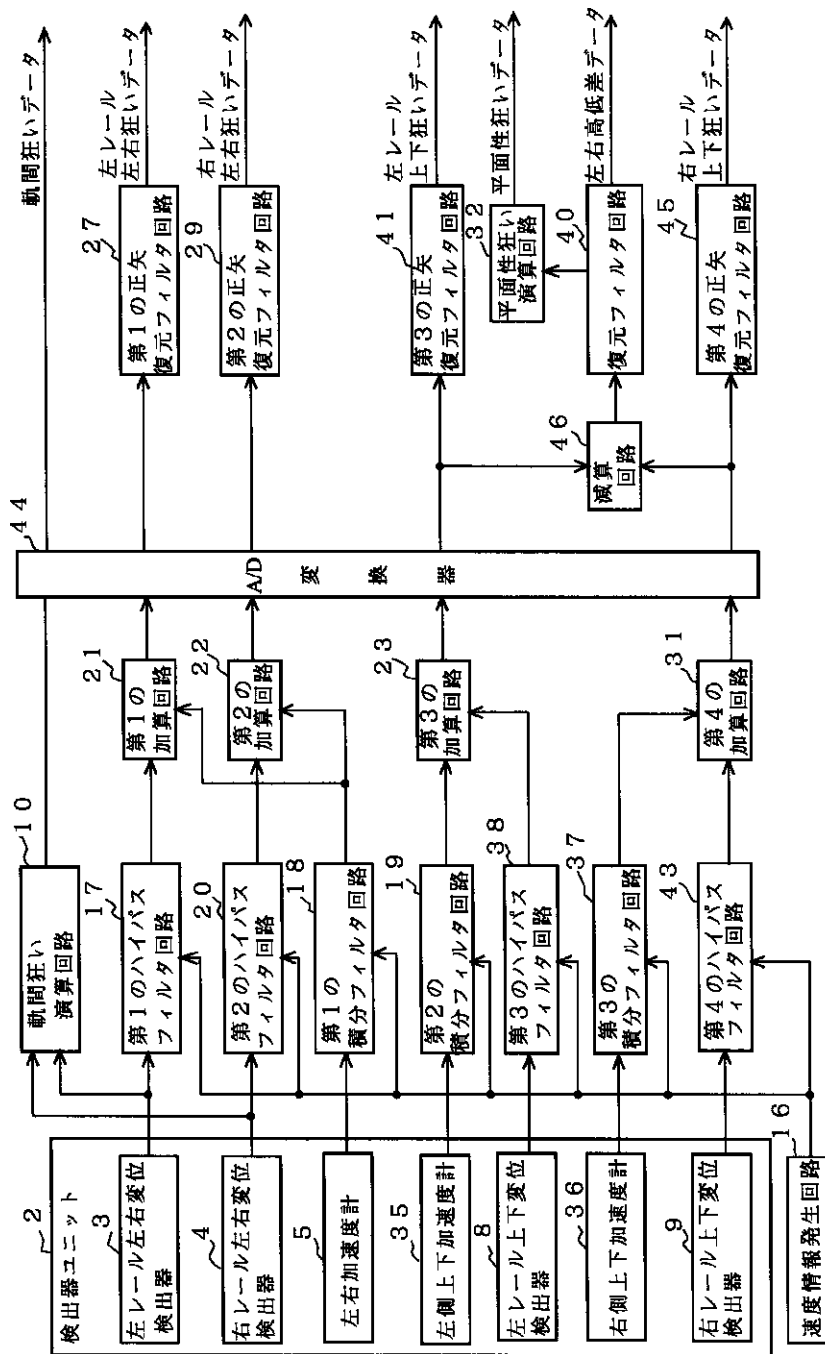 2
検出器ユニット
3
左レール左右変位
検出器
4
右レール左右変位
検出器
5
左右加速度計
35
左側上下加速度計
8
左レール上下変位
検出器
36
右側上下加速度計
9
右レール上下変位
検出器
16
速度情報発生回路
10
軌間狂い
演算回路
17
第1のハイパス
フィルタ回路
20
第2のハイパス
フィルタ回路
18
第1の
積分フィルタ回路
19
第2の
積分フィルタ回路
38
第3のハイパス
フィルタ回路
37
第3の
積分フィルタ回路
43
第4のハイパス
フィルタ回路
21
第1の
加算回路
22
第2の
加算回路
23
第3の
加算回路
31
第4の
加算回路
44
A/D変換器
46
減算
回路
27
第1の正矢
復元フィルタ回路
29
第2の正矢
復元フィルタ回路
41
第3の正矢
復元フィルタ回路
32
平面性狂い
演算回路
40
復元フィルタ回路
45
第4の正矢
復元フィルタ回路
軌間狂いデータ
左レール
左右狂いデータ
右レール
左右狂いデータ
左レール
上下狂いデータ
平面性狂いデータ
左右高低差データ
右レール
上下狂いデータ